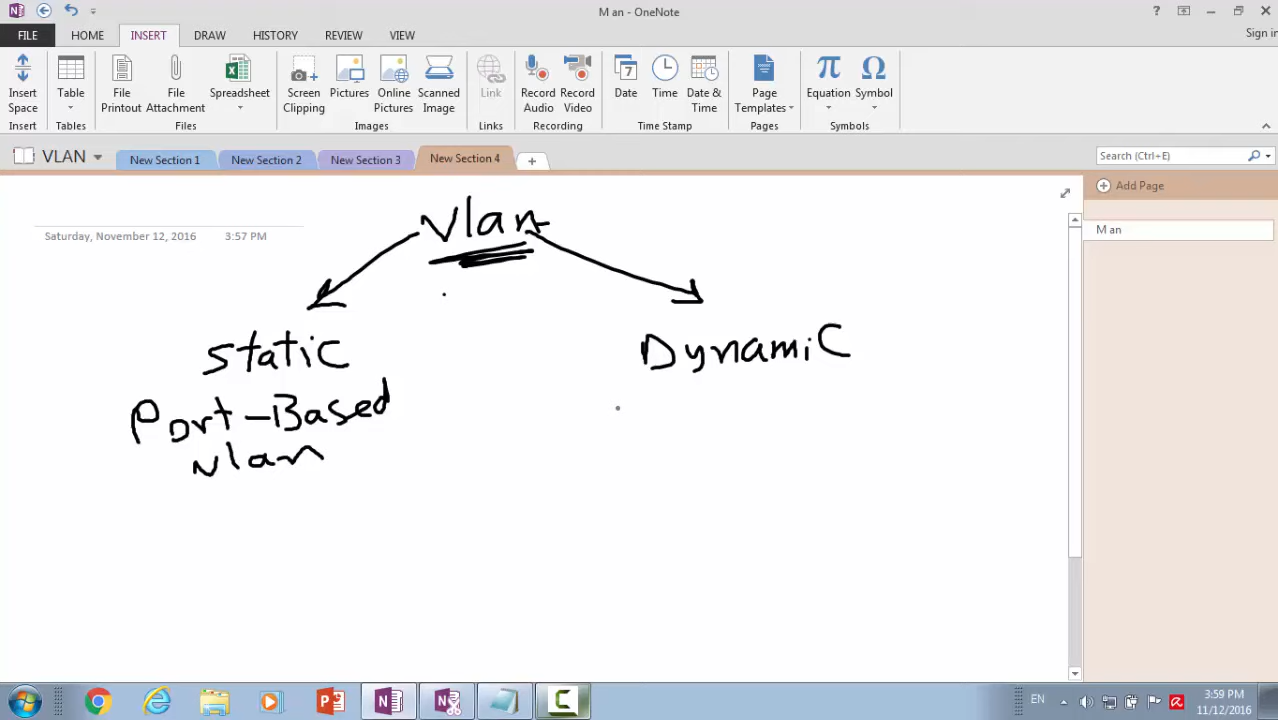 M an - OneNote
?
FILE HOME INSERT DRAW HISTORY REVIEW VIEW
Sign in
Insert Space
Table
File Printout
File Attachment
Spreadsheet
Screen Clipping
Pictures
Online Pictures
Scanned Image
Link
Record Audio
Record Video
Date
Time
Date & Time
Page Templates
Equation
Symbol
Insert Tables Files Images Links Recording Time Stamp Pages Symbols
VLAN New Section 1 New Section 2 New Section 3 New Section 4 +
Search (Ctrl+E)
Add Page
M an
Saturday, November 12, 2016 3:57 PM
Vlan
static
DynamiC
Port-Based
vlan
EN
3:59 PM
11/12/2016